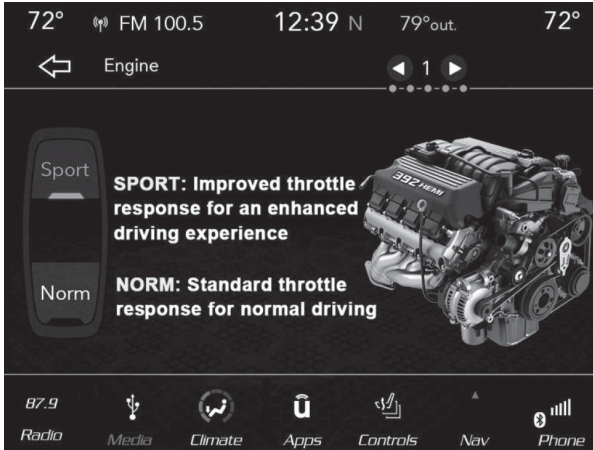 72° FM 100.5 12:39 N 79°out. 72°
Engine 1
Sport
SPORT: Improved throttle
response for an enhanced
driving experience
392 HEMI
Norm
NORM: Standard throttle
response for normal driving
87.9 û
Radio Media Climate Apps Controls Nav Phone